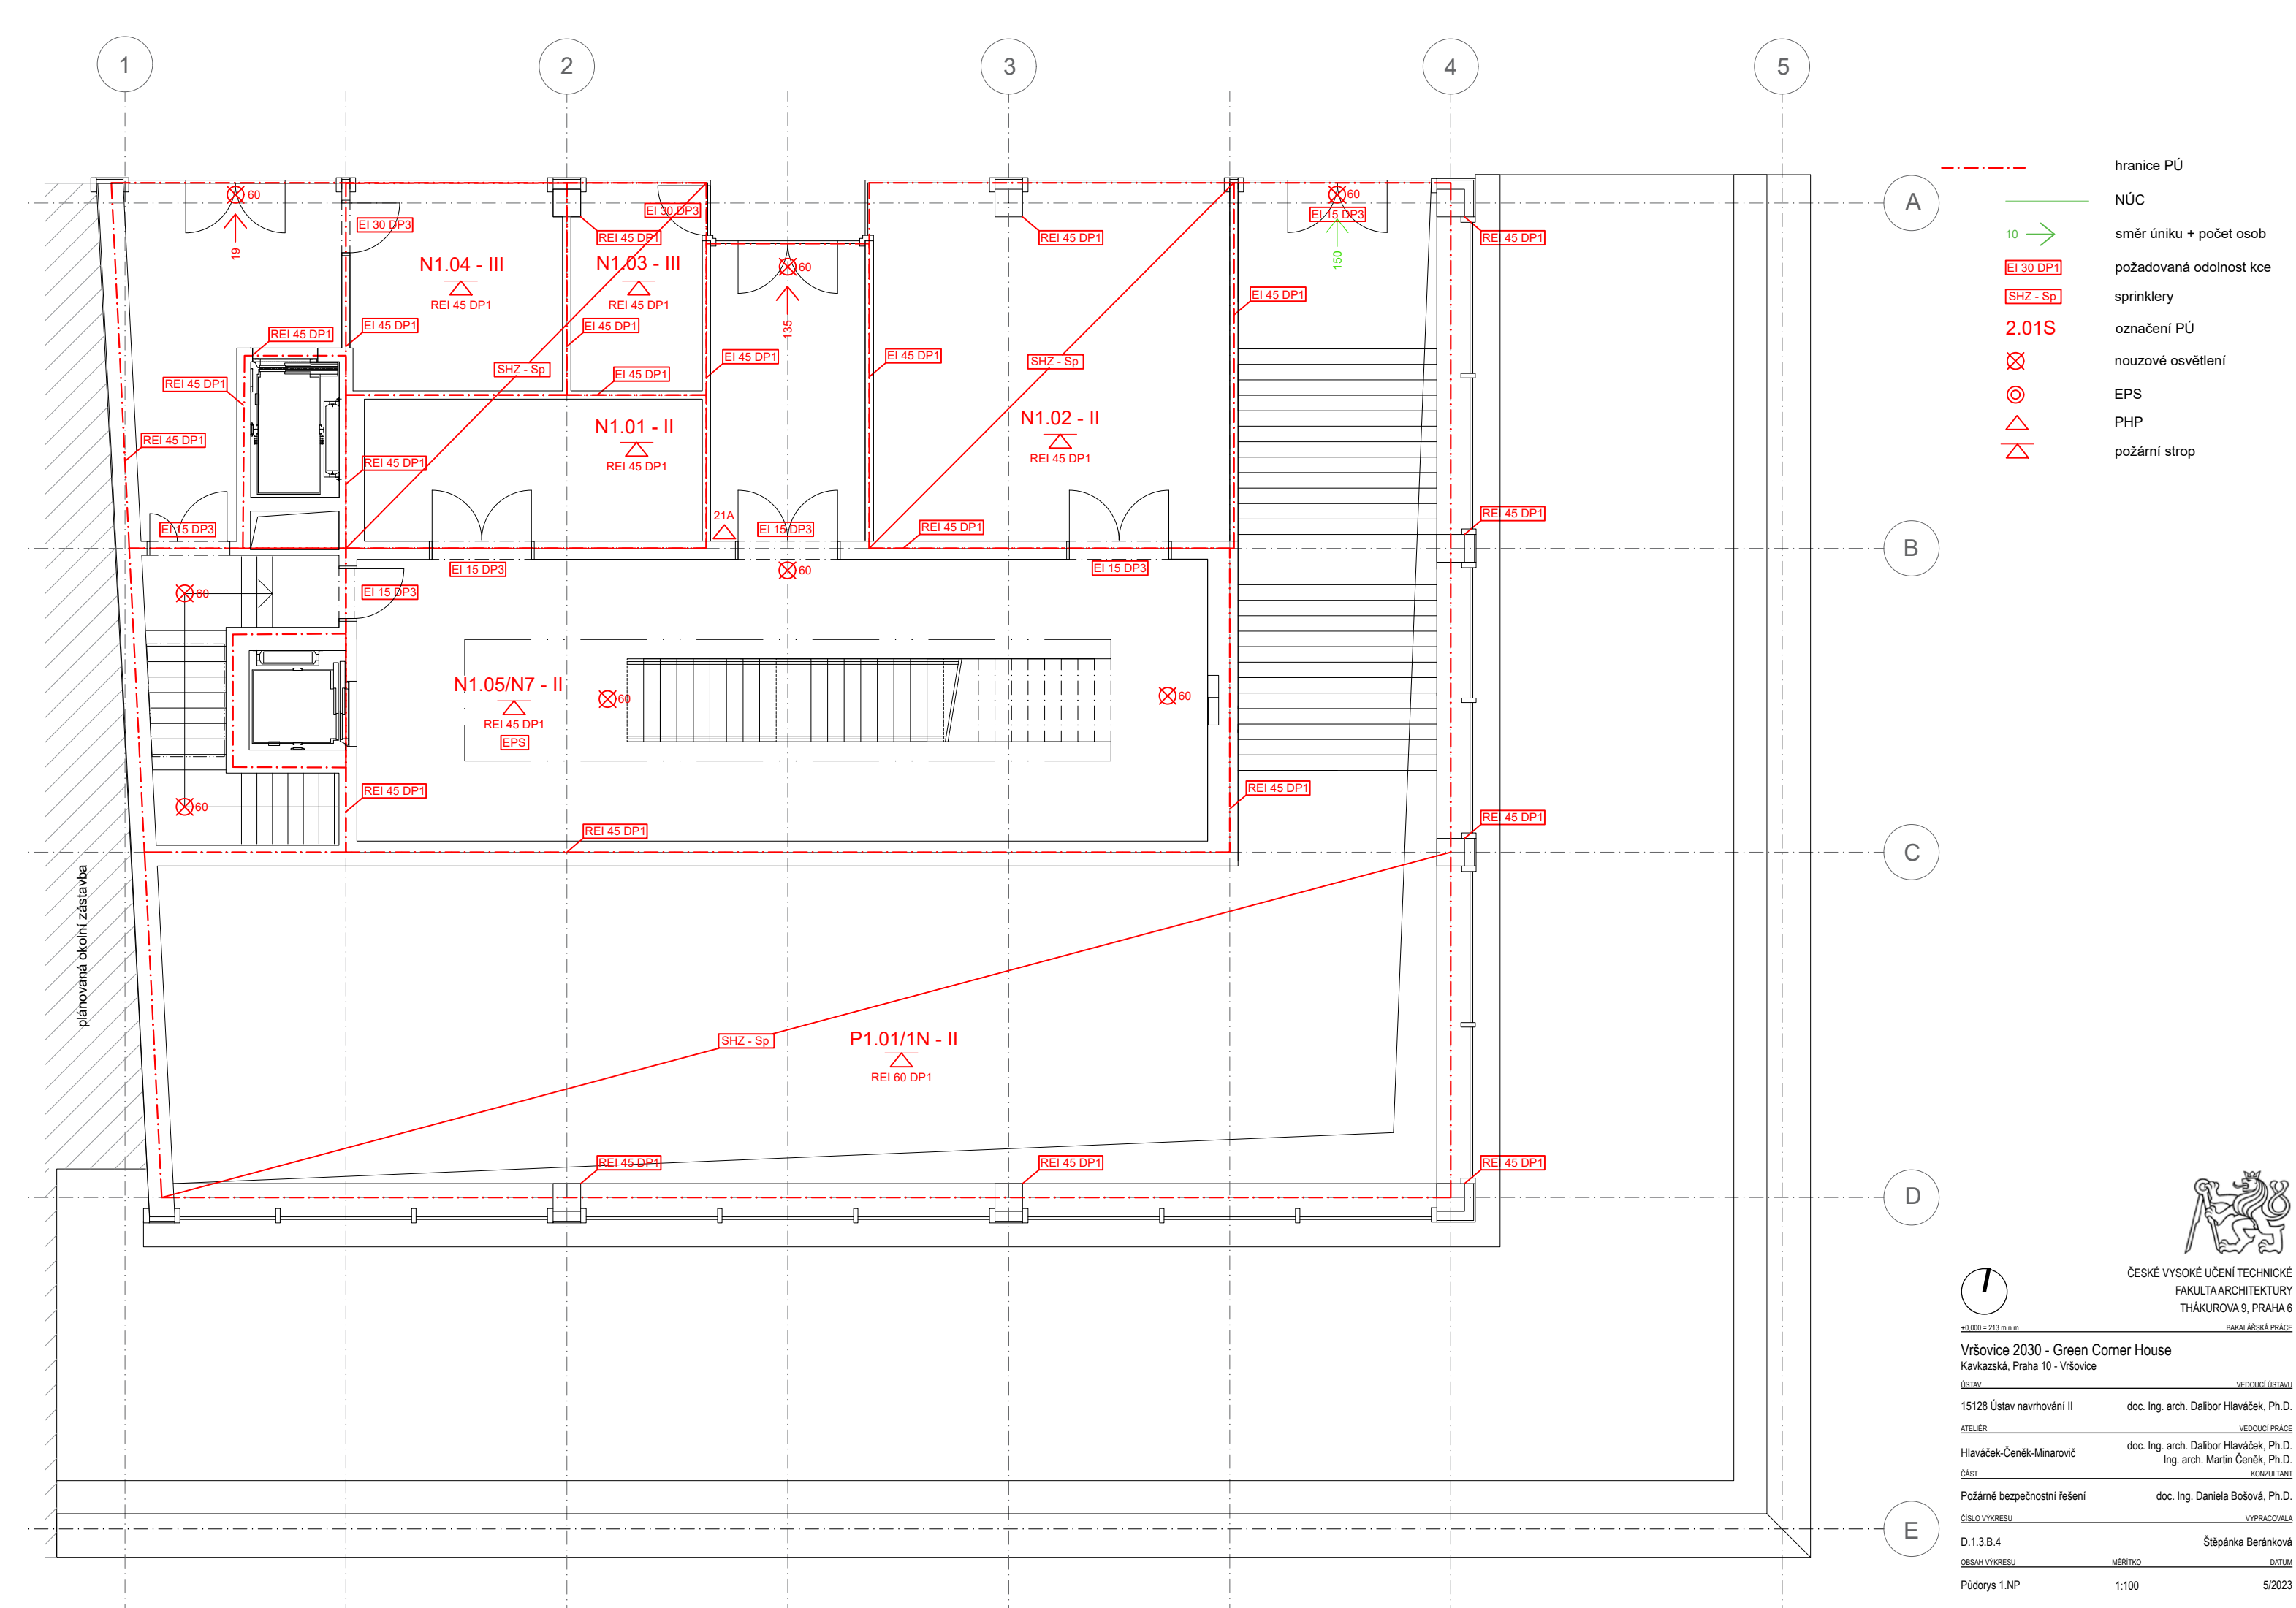 1
2
3
4
5
A
B
C
D
E
60
19
EI 30 DP3
N1.04 - III
REI 45 DP1
EI 30 DP3
REI 45 DP1
N1.03 - III
REI 45 DP1
60
135
REI 45 DP1
60
EI 15 DP3
150
REI 45 DP1
EI 45 DP1
REI 45 DP1
EI 45 DP1
EI 45 DP1
EI 45 DP1
EI 45 DP1
SHZ - Sp
SHZ - Sp
EI 45 DP1
REI 45 DP1
REI 45 DP1
REI 45 DP1
N1.01 - II
REI 45 DP1
N1.02 - II
REI 45 DP1
21A
EI 15 DP3
EI 15 DP3
REI 45 DP1
REI 45 DP1
EI 15 DP3
60
EI 15 DP3
60
EI 15 DP3
N1.05/N7 - II
REI 45 DP1
EPS
60
60
60
REI 45 DP1
REI 45 DP1
REI 45 DP1
REI 45 DP1
plánovaná okolní zástavba
SHZ - Sp
P1.01/1N - II
REI 60 DP1
REI 45 DP1
REI 45 DP1
REI 45 DP1
hranice PÚ
NÚC
10
směr úniku + počet osob
EI 30 DP1
požadovaná odolnost kce
SHZ - Sp
sprinklery
2.01S
označení PÚ
nouzové osvětlení
EPS
PHP
požární strop
ČESKÉ VYSOKÉ UČENÍ TECHNICKÉ
FAKULTA ARCHITEKTURY
THÁKUROVA 9, PRAHA 6
±0,000 = 213 m n.m.
BAKALÁŘSKÁ PRÁCE
Vršovice 2030 - Green Corner House
Kavkazská, Praha 10 - Vršovice
ÚSTAV
VEDOUCÍ ÚSTAVU
15128 Ústav navrhování II
doc. Ing. arch. Dalibor Hlaváček, Ph.D.
ATELIÉR
VEDOUCÍ PRÁCE
Hlaváček-Čeněk-Minarovič
doc. Ing. arch. Dalibor Hlaváček, Ph.D.
Ing. arch. Martin Čeněk, Ph.D.
ČÁST
KONZULTANT
Požárně bezpečnostní řešení
doc. Ing. Daniela Bošová, Ph.D.
ČÍSLO VÝKRESU
VYPRACOVALA
D.1.3.B.4
Štěpánka Beránková
OBSAH VÝKRESU
MĚŘÍTKO
DATUM
Půdorys 1.NP
1:100
5/2023